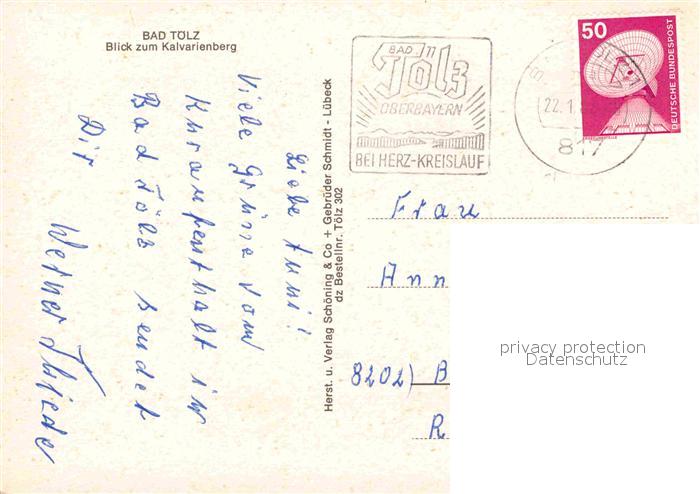 BAD TÖLZ
Blick zum Kalvarienberg
Liebe Anni!
Viele Grüsse vom
Kuraufenthalt in
Bad Tölz sendet
Dir Werner
Herst. u. Verlag Schöning & Co + Gebrüder Schmidt - Lübeck
dz Bestellnr. Tölz 302
BAD
Tölz
OBERBAYERN
BEI HERZ-KREISLAUF
22.1.
817
50
DEUTSCHE BUNDESPOST
Frau
Ann
8202) B
R
privacy protection
Datenschutz